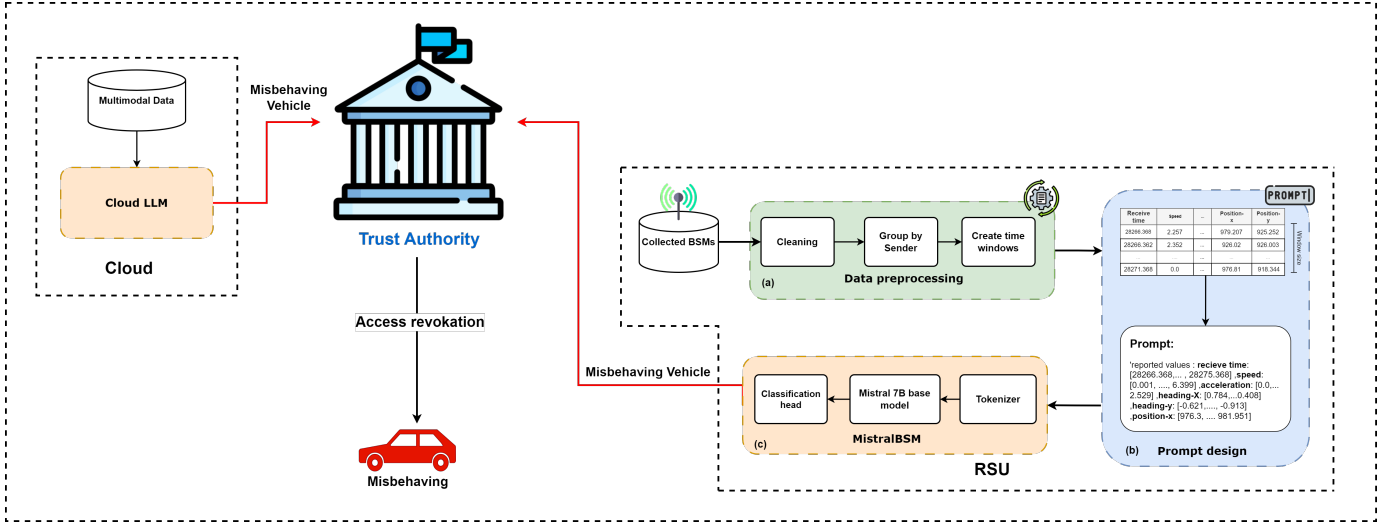 Multimodal Data
Cloud LLM
Cloud
Misbehaving
Vehicle
Trust Authority
Access revokation
Misbehaving
Collected BSMs
Cleaning
Group by
Sender
Create time
windows
(a)
Data preprocessing
PROMPT
Receive
time
Speed
...
Position-
x
Position-
y
28266.368
2.257
...
979.207
925.252
28266.362
2.352
...
926.02
926.003
....
...
...
...
...
28271.368
0.0
...
976.81
918.344
Window size
Prompt:
'reported values : recieve time:
[28266.368,... , 28275.368] ,speed:
[0.001, ...., 6.399] ,acceleration: [0.0,...
2.529] ,heading-X: [0.784,...0.408]
,heading-y: [-0.621,...., -0.913]
,position-x: [976.3, .... 981.951]
(b)
Prompt design
Misbehaving Vehicle
Classification
head
Mistral 7B base
model
Tokenizer
(c)
MistralBSM
RSU